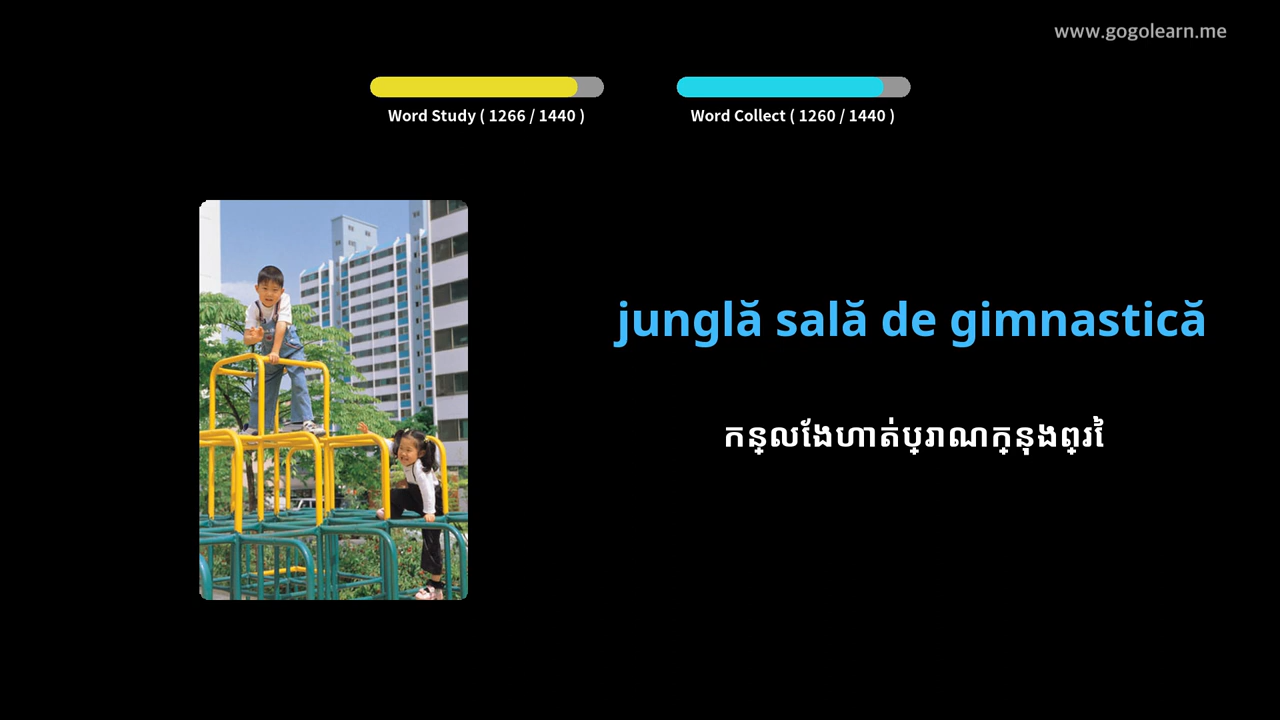 www.gogolearn.me
Word Study ( 1266 / 1440 )
Word Collect ( 1260 / 1440 )
junglă sală de gimnastică
កន្លងែហាត់ប្រាណក្នុងព្រៃ